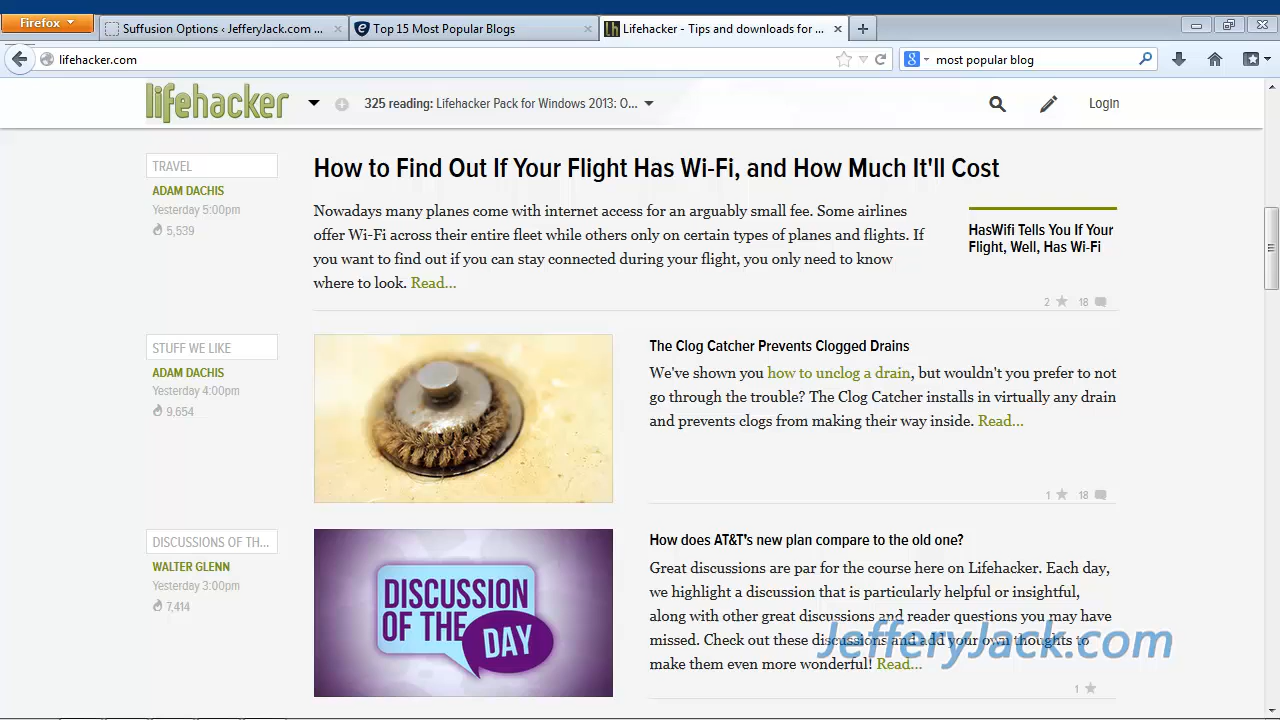 Firefox
Suffusion Options ‹ JefferyJack.com ...
Top 15 Most Popular Blogs
Lifehacker - Tips and downloads for ...
lifehacker.com
most popular blog
lifehacker
325 reading: Lifehacker Pack for Windows 2013: O...
Login
TRAVEL
ADAM DACHIS
Yesterday 5:00pm
5,539
How to Find Out If Your Flight Has Wi-Fi, and How Much It'll Cost
Nowadays many planes come with internet access for an arguably small fee. Some airlines
offer Wi-Fi across their entire fleet while others only on certain types of planes and flights. If
you want to find out if you can stay connected during your flight, you only need to know
where to look. Read...
HasWifi Tells You If Your
Flight, Well, Has Wi-Fi
2 18
STUFF WE LIKE
ADAM DACHIS
Yesterday 4:00pm
9,654
The Clog Catcher Prevents Clogged Drains
We've shown you how to unclog a drain, but wouldn't you prefer to not
go through the trouble? The Clog Catcher installs in virtually any drain
and prevents clogs from making their way inside. Read...
1 18
DISCUSSIONS OF TH...
WALTER GLENN
Yesterday 3:00pm
7,414
DISCUSSION
OF THE
DAY
How does AT&T's new plan compare to the old one?
Great discussions are par for the course here on Lifehacker. Each day,
we highlight a discussion that is particularly helpful or insightful,
along with other great discussions and reader questions you may have
missed. Check out these discussions and add your own thoughts to
make them even more wonderful! Read...
1
JefferyJack.com